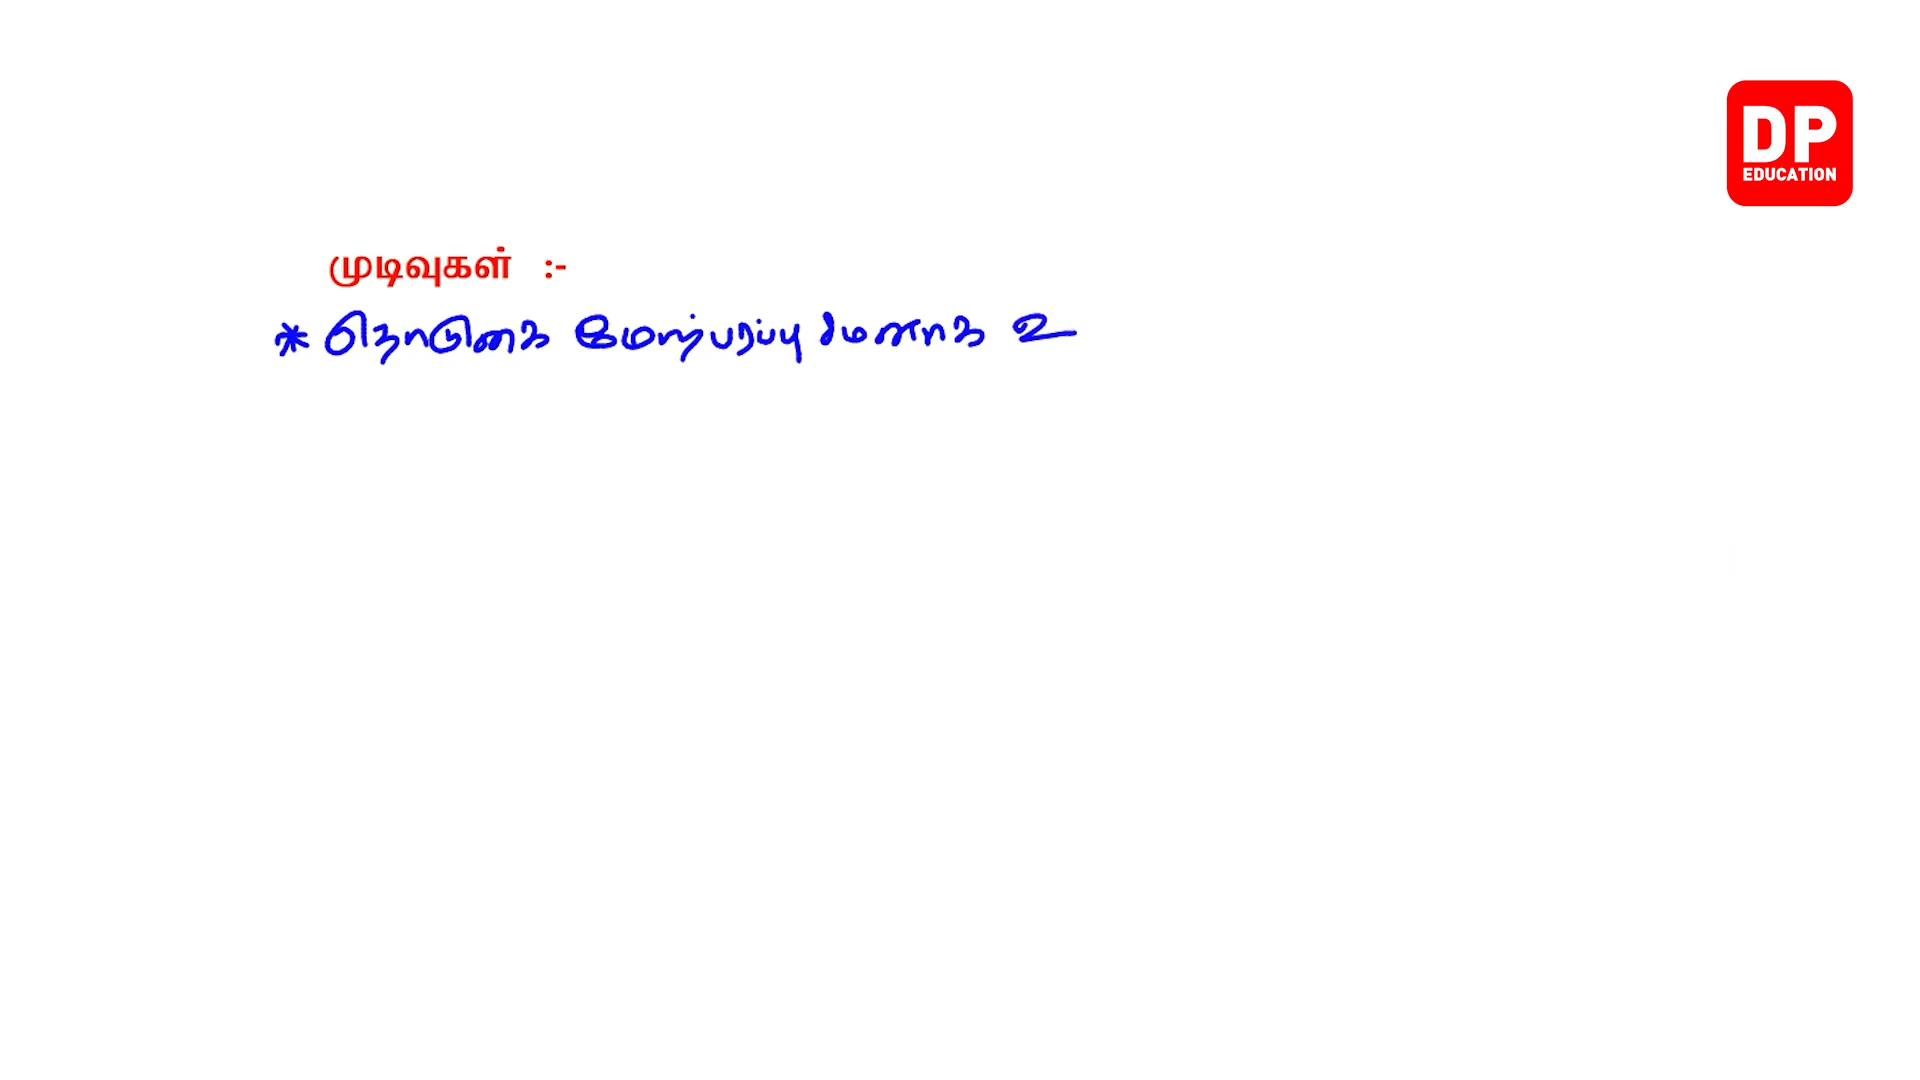 DP
EDUCATION
முடிவுகள் :-
* தொடுகை மேற்பரப்பு உ